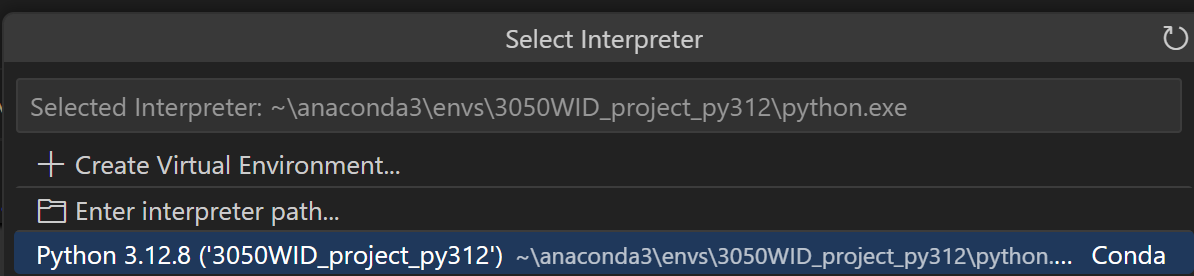 Select Interpreter
Selected Interpreter: ~\anaconda3\envs\3050WID_project_py312\python.exe
Create Virtual Environment...
Enter interpreter path...
Python 3.12.8 ('3050WID_project_py312') ~\anaconda3\envs\3050WID_project_py312\python.... Conda